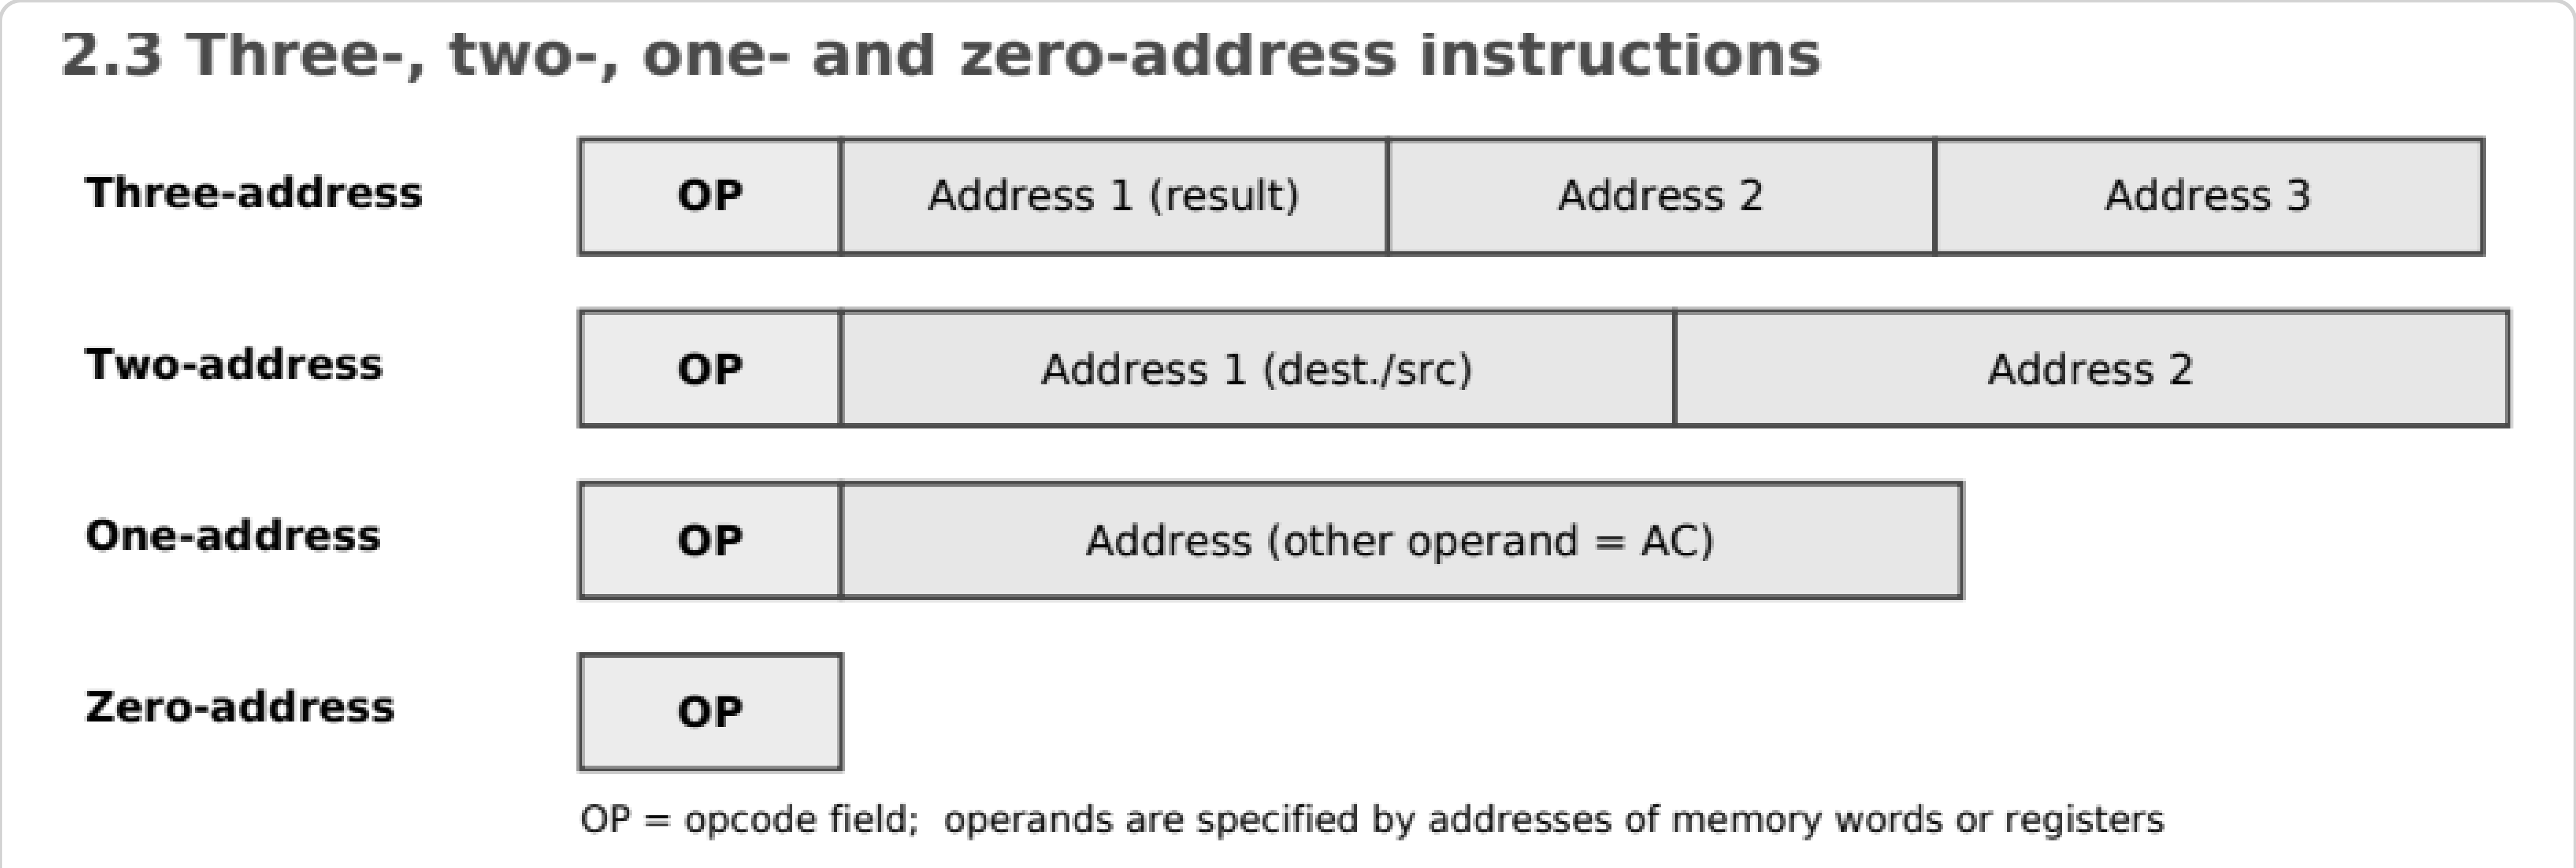 2.3 Three-, two-, one- and zero-address instructions
Three-address OP Address 1 (result) Address 2 Address 3
Two-address OP Address 1 (dest./src) Address 2
One-address OP Address (other operand = AC)
Zero-address OP
OP = opcode field; operands are specified by addresses of memory words or registers